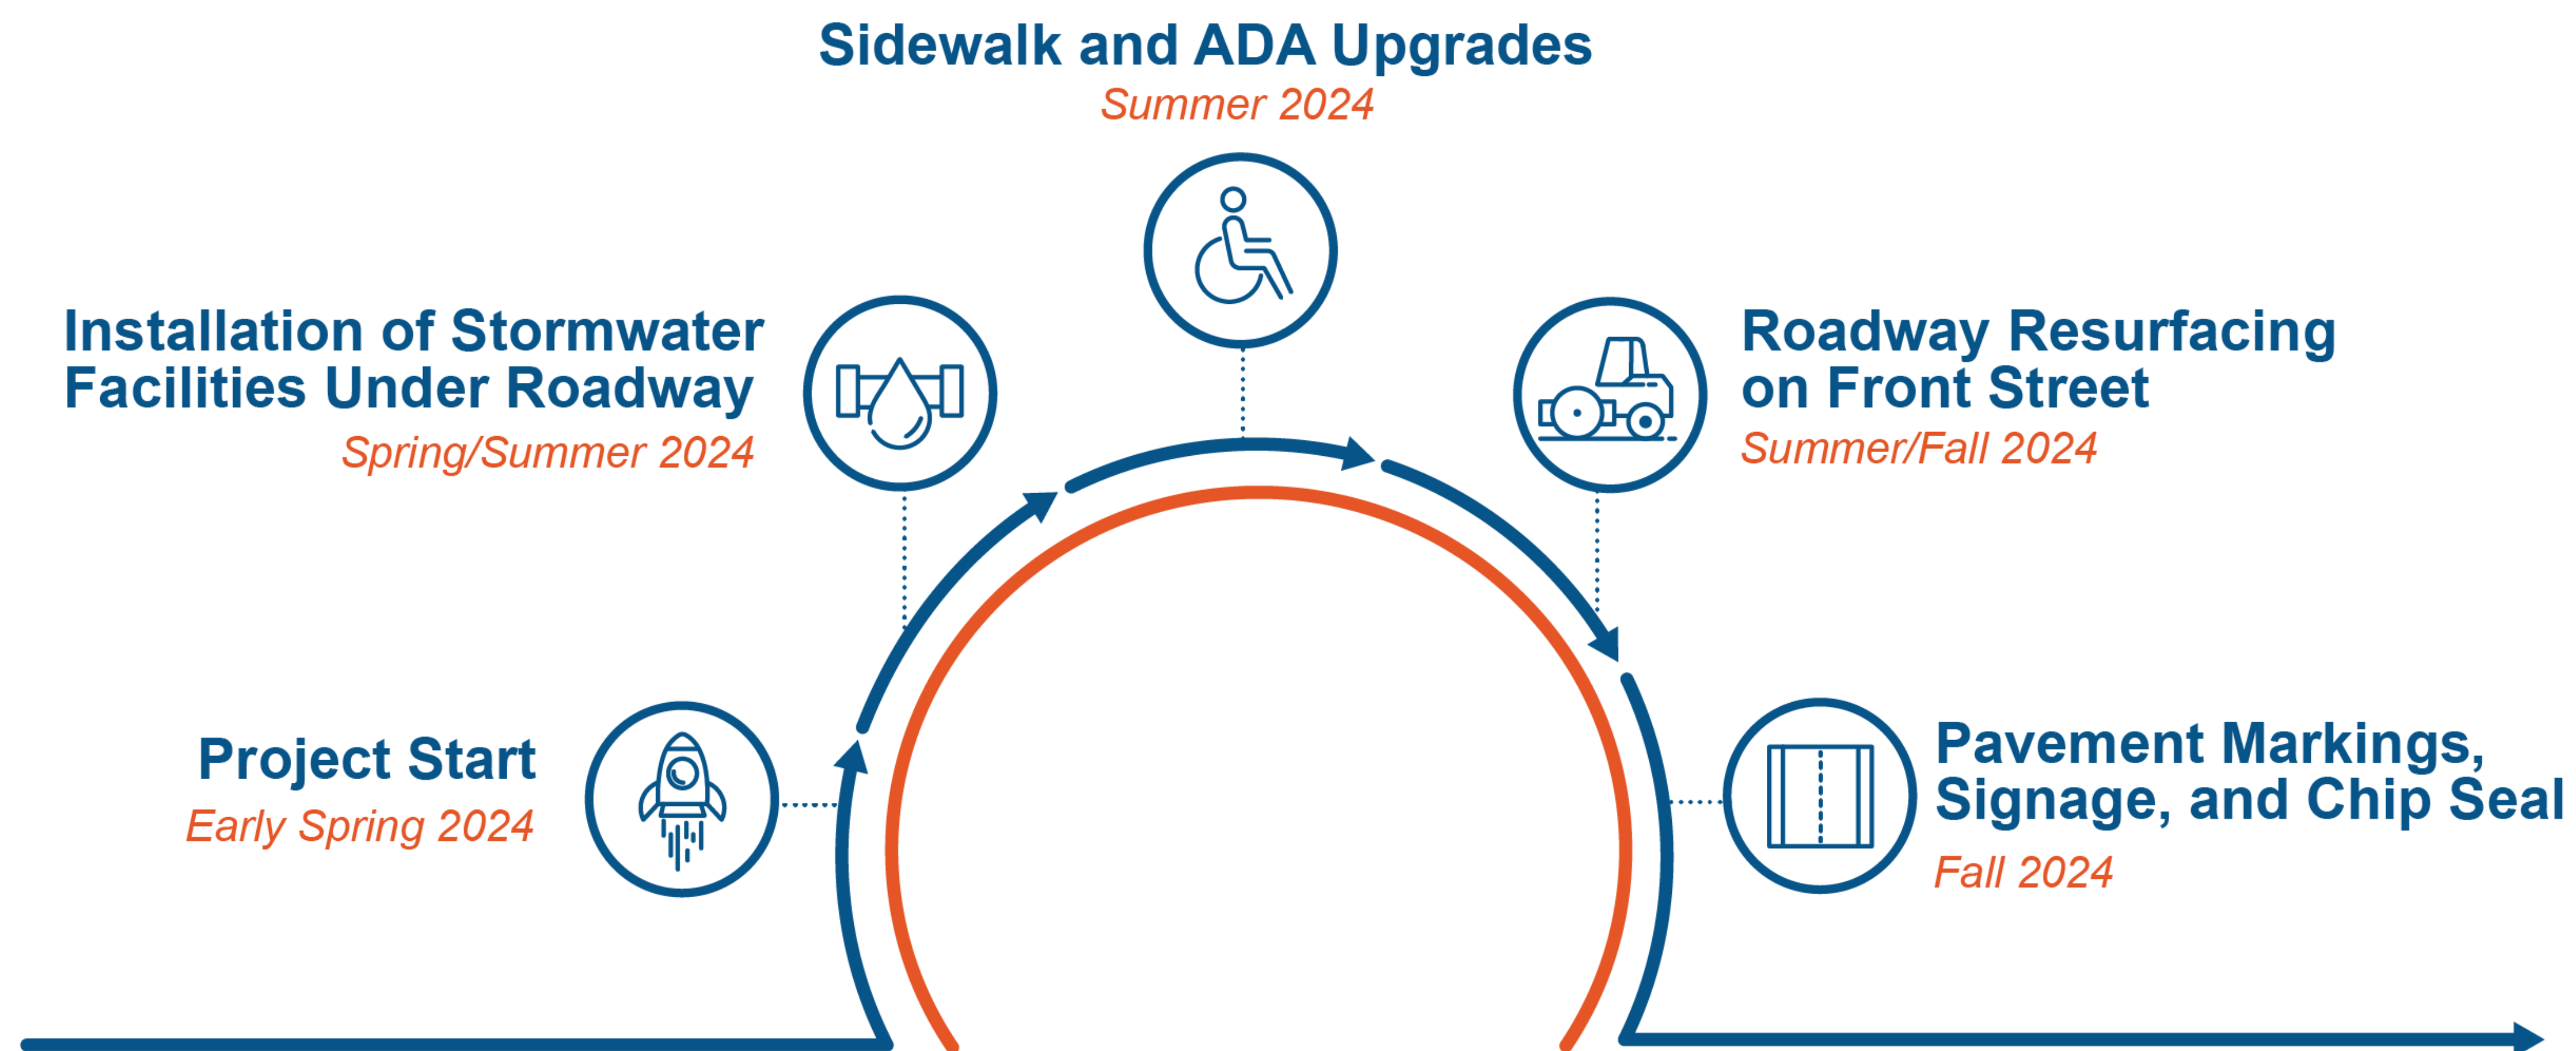 Sidewalk and ADA Upgrades
Summer 2024
Installation of Stormwater
Facilities Under Roadway
Spring/Summer 2024
Roadway Resurfacing
on Front Street
Summer/Fall 2024
Project Start
Early Spring 2024
Pavement Markings,
Signage, and Chip Seal
Fall 2024